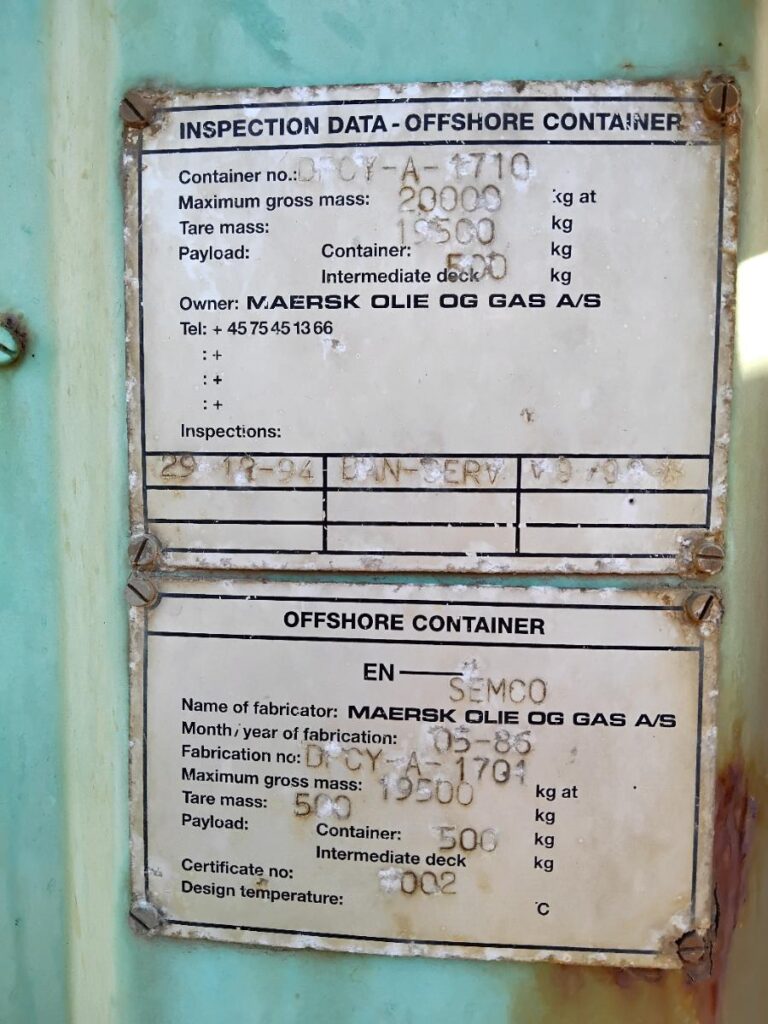 INSPECTION DATA - OFFSHORE CONTAINER
Container no.: DFCY-A-1710
Maximum gross mass: 20000 kg at
Tare mass: 19500 kg
Payload: Container: kg
Intermediate deck 500 kg
Owner: MAERSK OLIE OG GAS A/S
Tel: + 45 75 45 13 66
: +
: +
: +
Inspections:
29 12-94 DAN-SERV
OFFSHORE CONTAINER
EN
SEMCO
Name of fabricator: MAERSK OLIE OG GAS A/S
Month/year of fabrication: 05-86
Fabrication no: DFCY-A-1701
Maximum gross mass: 19500 kg at
Tare mass: 500 kg
Payload: Container: 500 kg
Intermediate deck kg
Certificate no: 002
Design temperature: °C